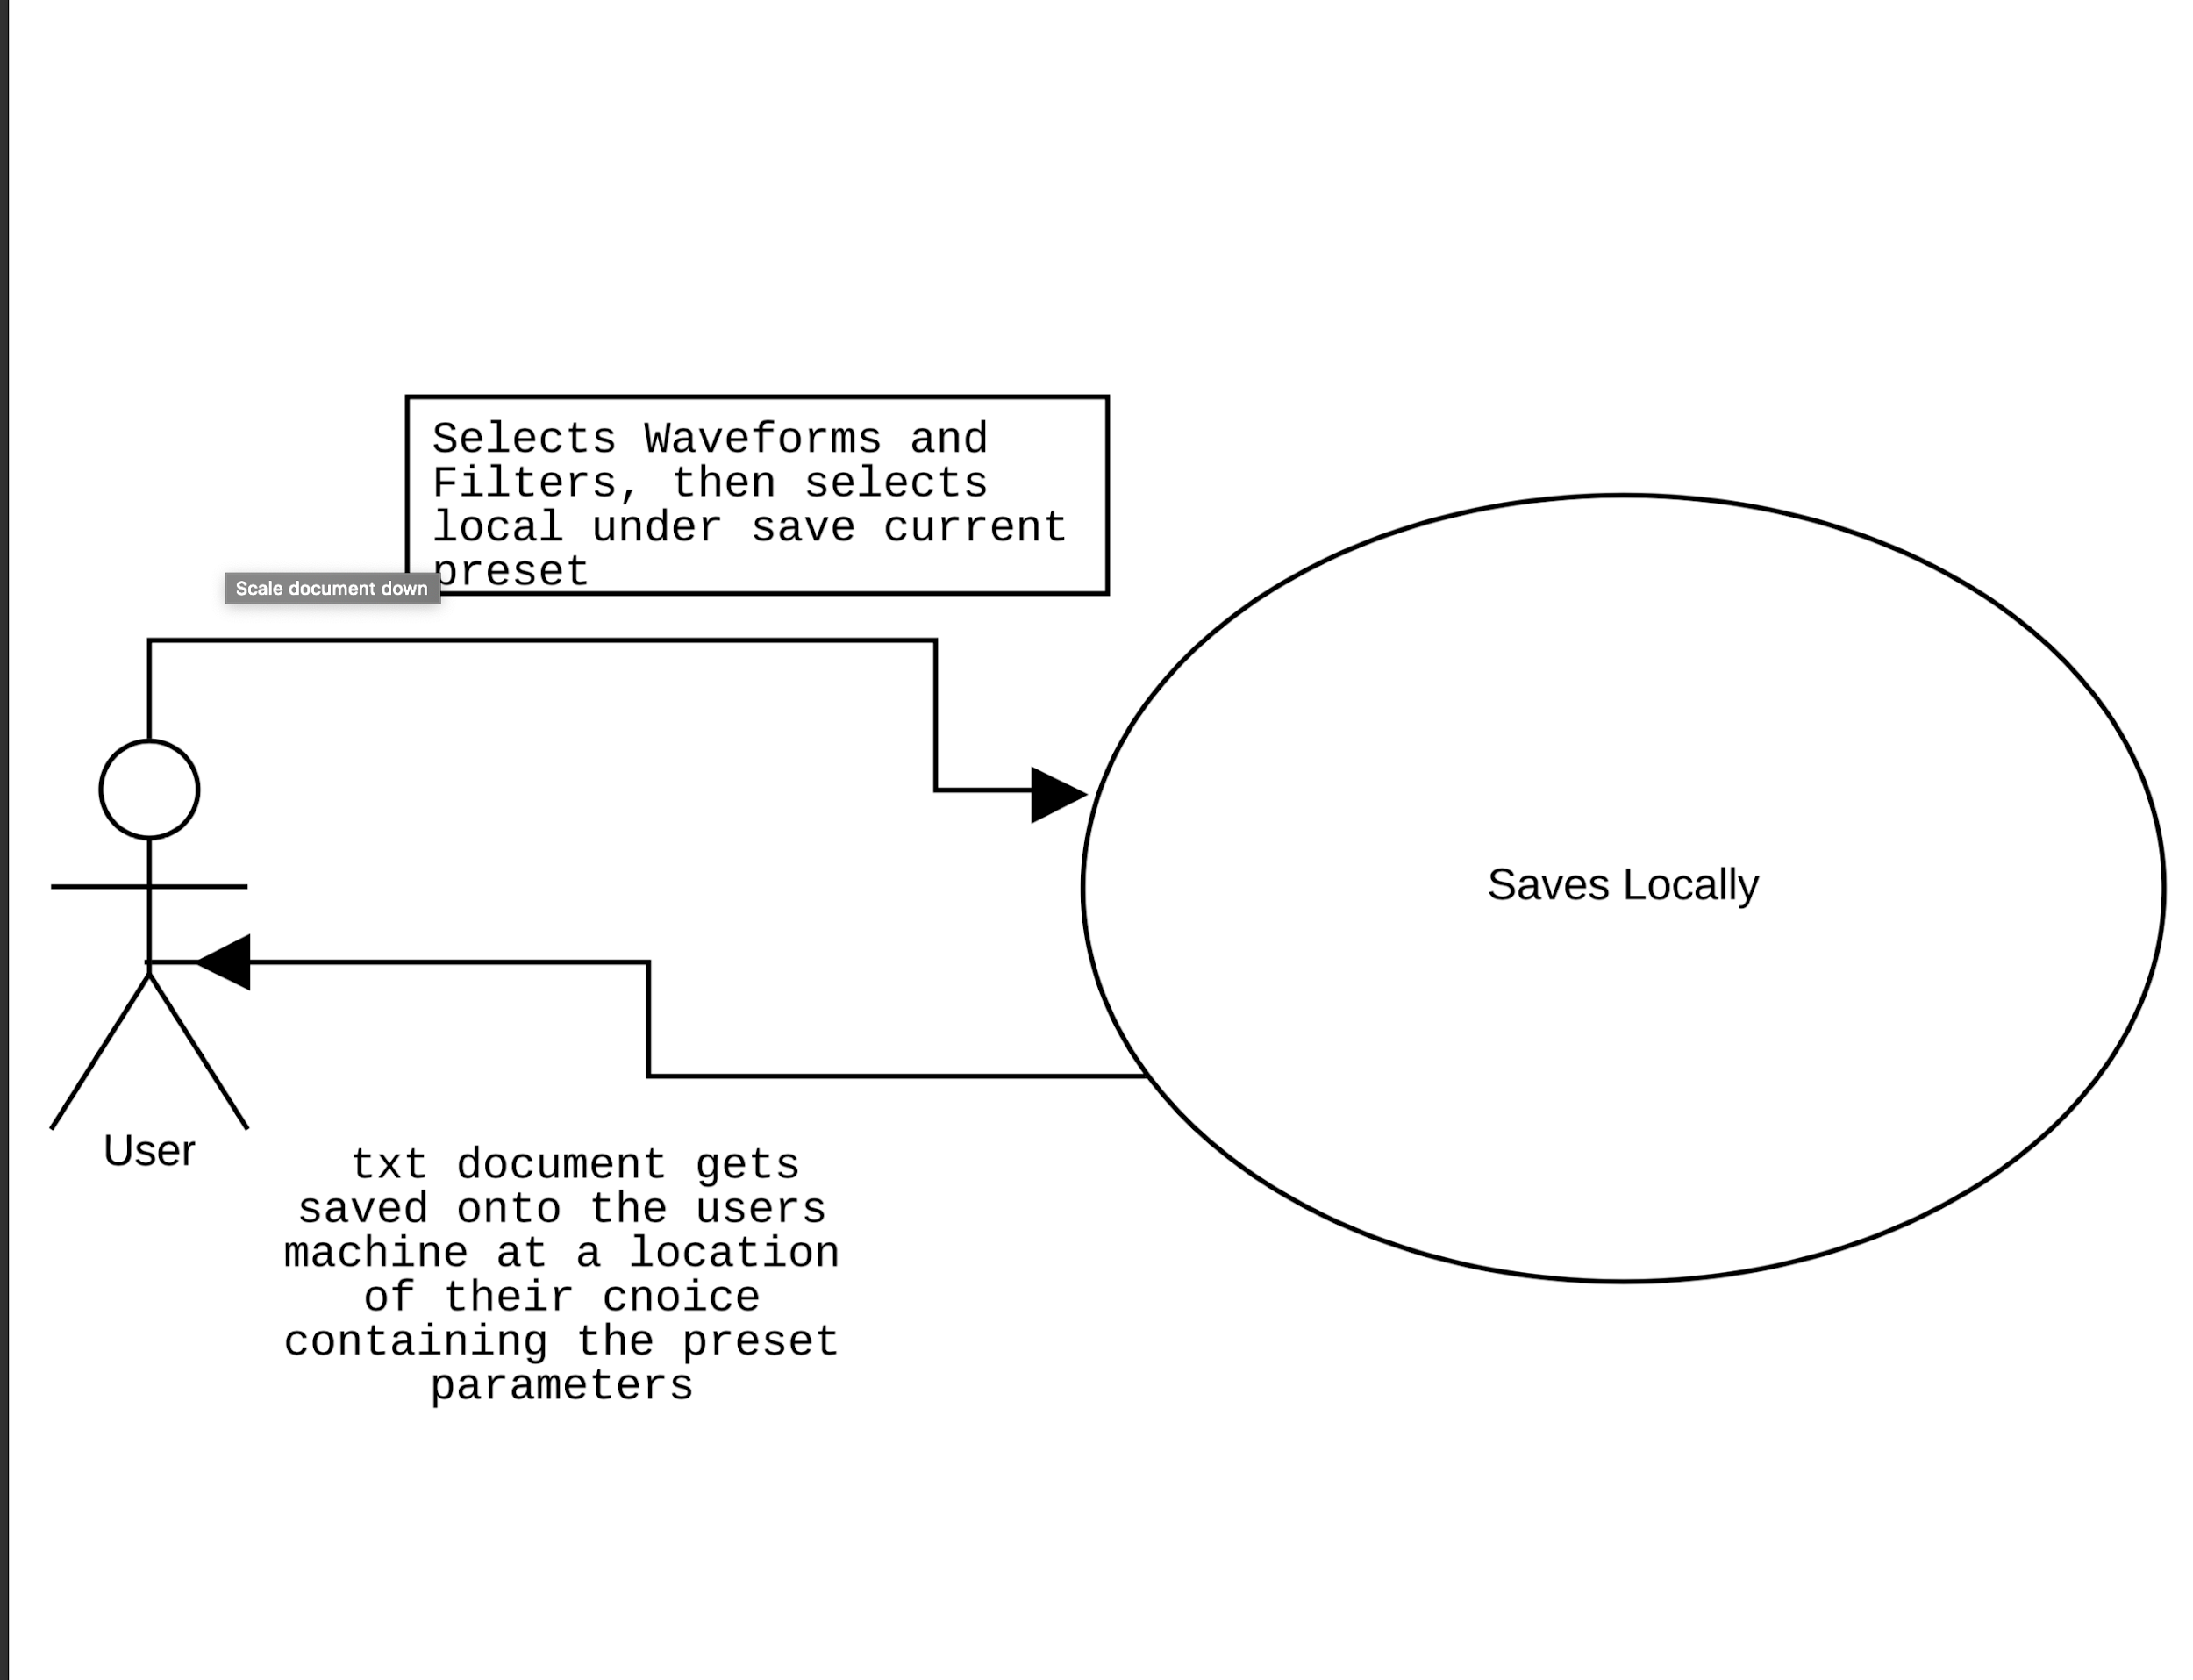 Selects Waveforms and
Filters, then selects
local under save current
preset
Scale document down
Saves Locally
User
txt document gets
saved onto the users
machine at a location
of their cnoice
containing the preset
parameters